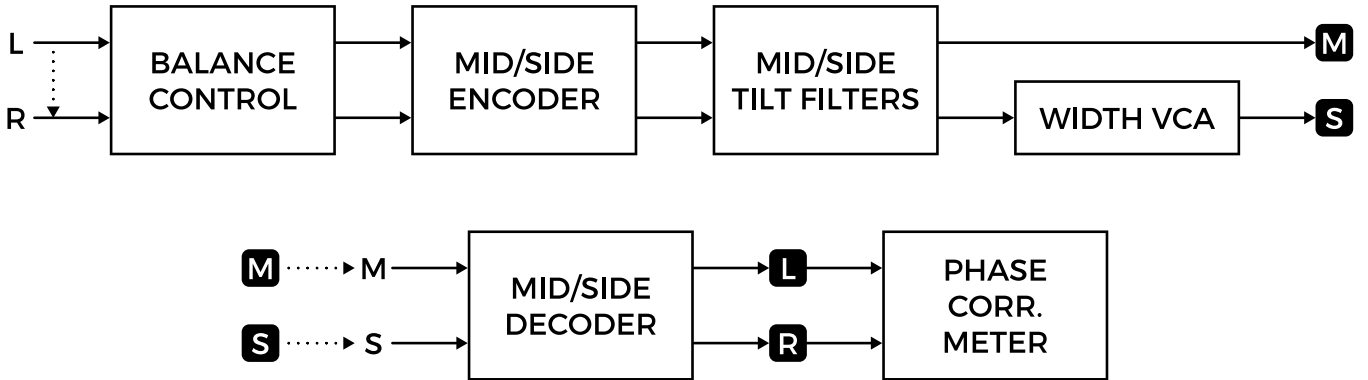 L
R
BALANCE
CONTROL
MID/SIDE
ENCODER
MID/SIDE
TILT FILTERS
WIDTH VCA
M
S
M
M
S
S
MID/SIDE
DECODER
L
R
PHASE
CORR.
METER